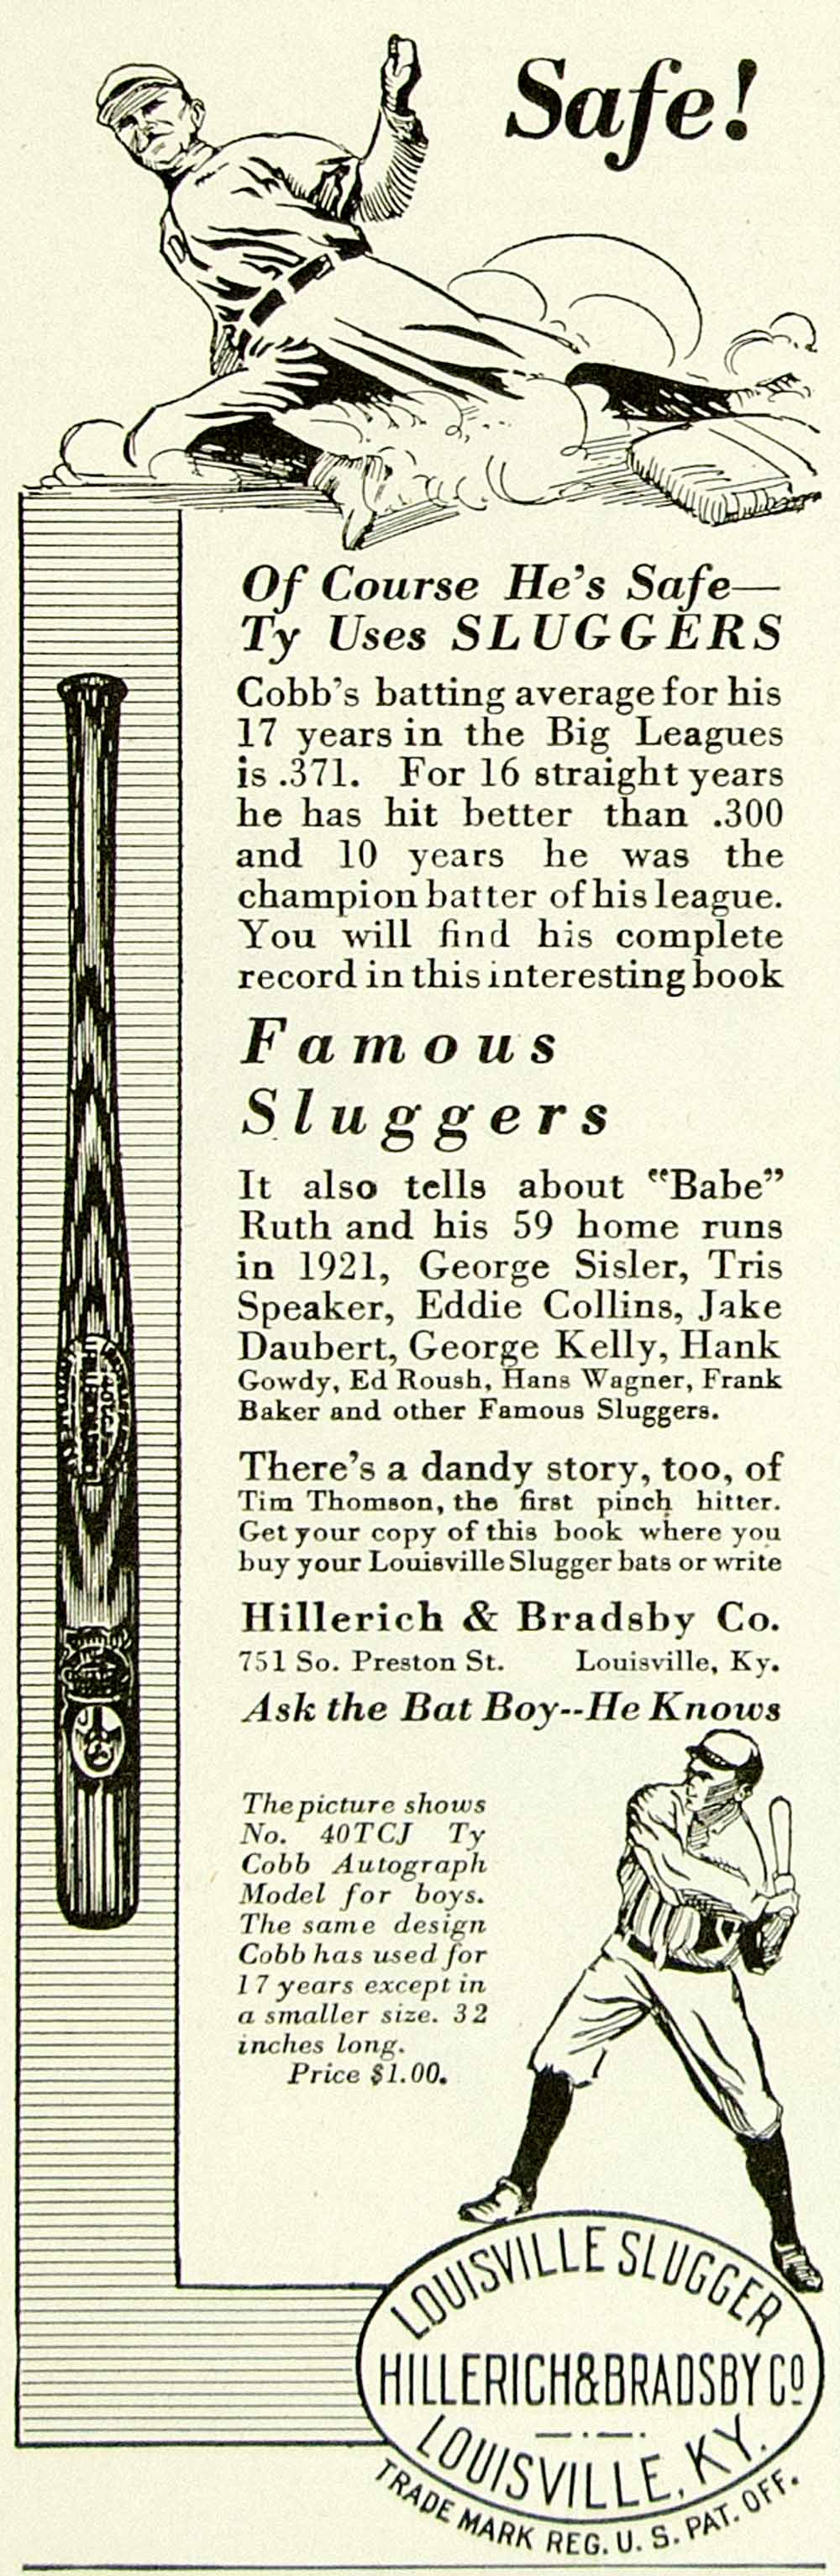 Safe!
Of Course He's Safe—
Ty Uses SLUGGERS
Cobb's batting average for his
17 years in the Big Leagues
is .371. For 16 straight years
he has hit better than .300
and 10 years he was the
champion batter of his league.
You will find his complete
record in this interesting book
Famous
Sluggers
It also tells about "Babe"
Ruth and his 59 home runs
in 1921, George Sisler, Tris
Speaker, Eddie Collins, Jake
Daubert, George Kelly, Hank
Gowdy, Ed Roush, Hans Wagner, Frank
Baker and other Famous Sluggers.
There's a dandy story, too, of
Tim Thomson, the first pinch hitter.
Get your copy of this book where you
buy your Louisville Slugger bats or write
Hillerich & Bradsby Co.
751 So. Preston St. Louisville, Ky.
Ask the Bat Boy--He Knows
The picture shows
No. 40TCJ Ty
Cobb Autograph
Model for boys.
The same design
Cobb has used for
17 years except in
a smaller size. 32
inches long.
Price $1.00.
LOUISVILLE SLUGGER
HILLERICH&BRADSBY CO
LOUISVILLE, KY.
TRADE MARK REG. U. S. PAT. OFF.